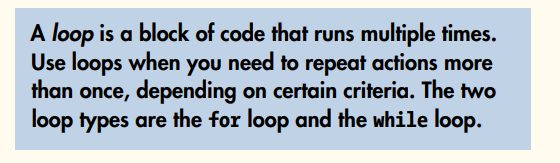 A loop is a block of code that runs multiple times.
Use loops when you need to repeat actions more
than once, depending on certain criteria. The two
loop types are the for loop and the while loop.